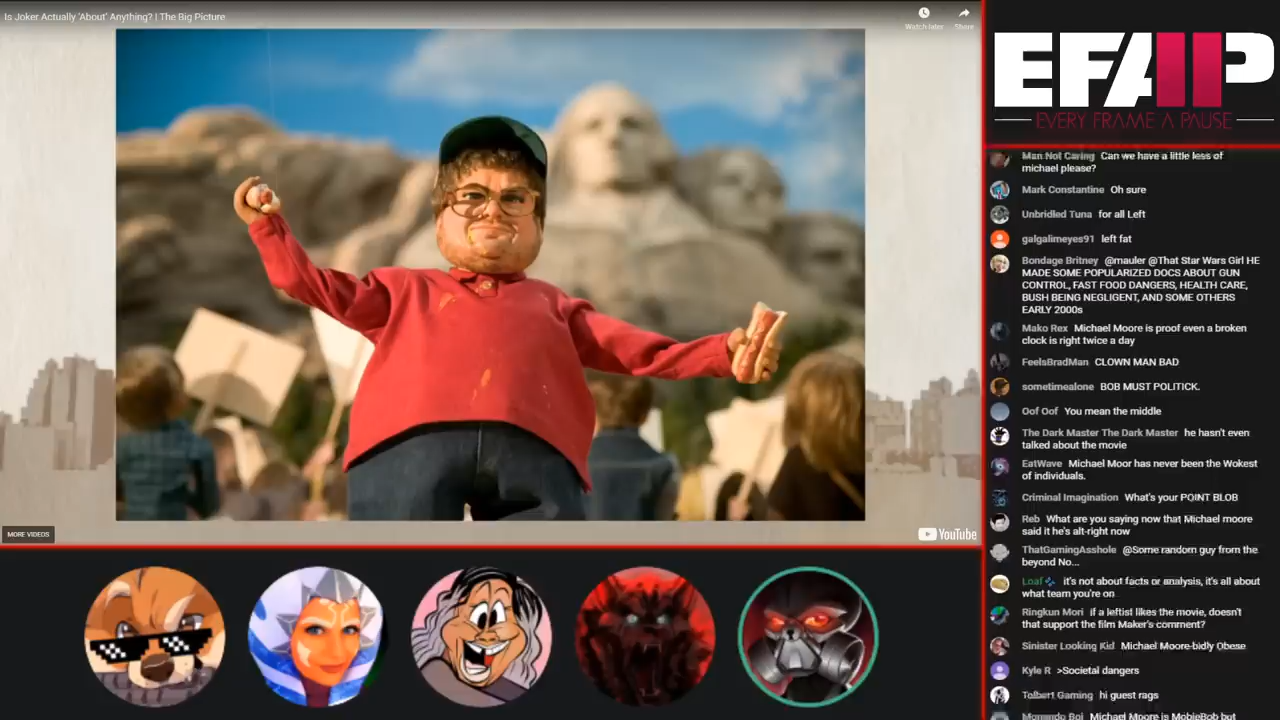 Is Joker Actually 'About' Anything? | The Big Picture
Watch later
Share
MORE VIDEOS
YouTube
EFAP
EVERY FRAME A PAUSE
Man Not Caring Can we have a little less of
michael please?
Mark Constantine Oh sure
Unbridled Tuna for all Left
galgalimeyes91 left fat
Bondage Britney @mauler @That Star Wars Girl HE
MADE SOME POPULARIZED DOCS ABOUT GUN
CONTROL, FAST FOOD DANGERS, HEALTH CARE,
BUSH BEING NEGLIGENT, AND SOME OTHERS
EARLY 2000s
Mako Rex Michael Moore is proof even a broken
clock is right twice a day
FeelsBradMan CLOWN MAN BAD
sometimealone BOB MUST POLITICK.
Oof Oof You mean the middle
The Dark Master The Dark Master he hasn't even
talked about the movie
EatWave Michael Moor has never been the Wokest
of individuals.
Criminal Imagination What's your POINT BLOB
Reb What are you saying now that Michael moore
said it he's alt-right now
ThatGamingAsshole @Some random guy from the
beyond No...
Loaf it's not about facts or analysis, it's all about
what team you're on
Ringkun Mori if a leftist likes the movie, doesn't
that support the film Maker's comment?
Sinister Looking Kid Michael Moore-bidly Obese
Kyle R >Societal dangers
Tolbert Gaming hi guest rags
Michael Moore is MobieBob but